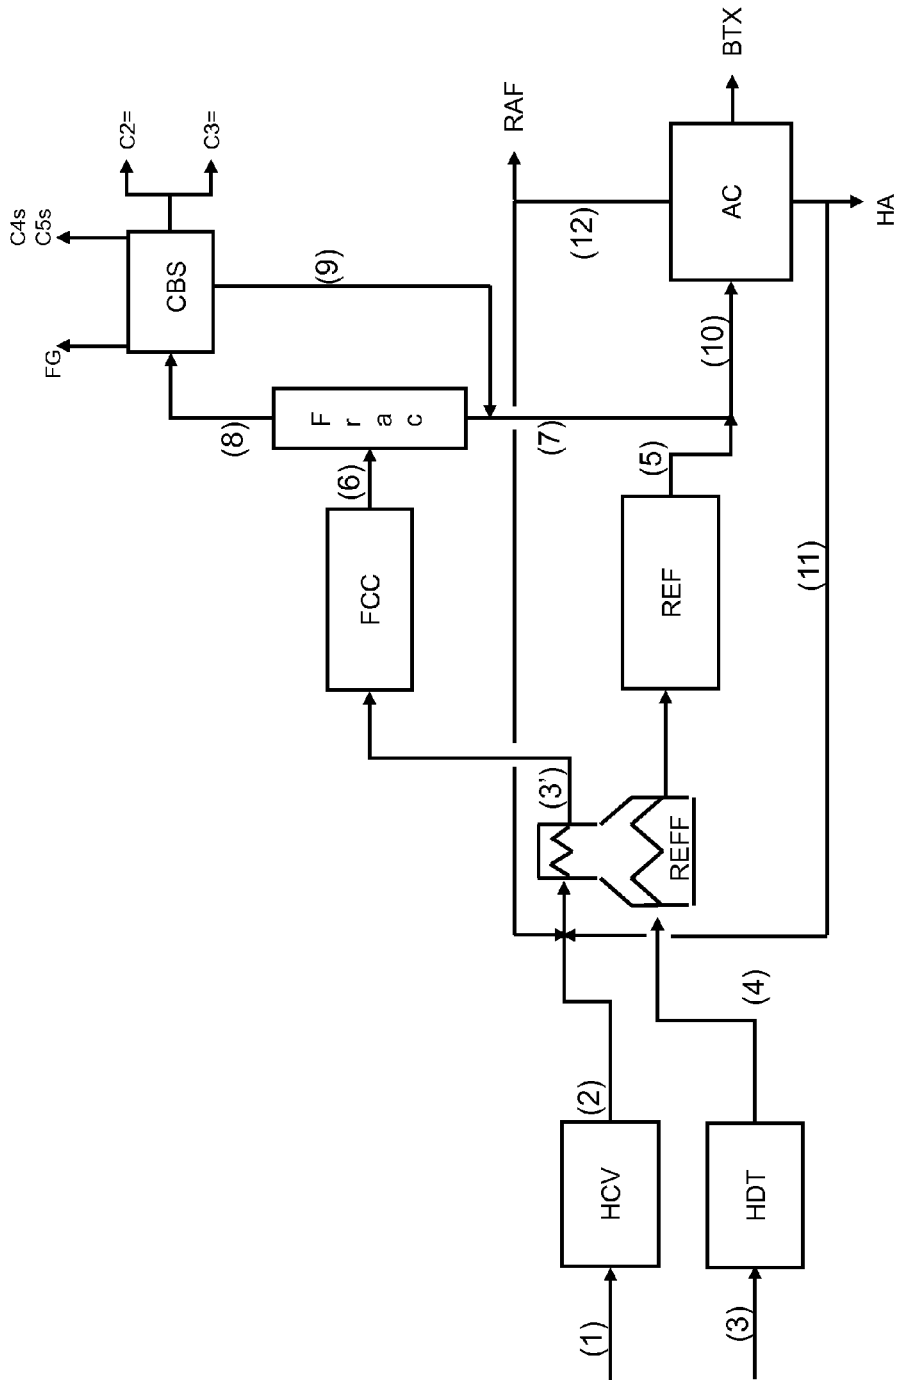 (1)
HCV
(2)
(3)
HDT
(4)
(3')
REFF
FCC
(6)
F r a c
(8)
CBS
FG
C4s
C5s
C2=
C3=
(9)
(7)
REF
(5)
(10)
AC
(12)
RAF
BTX
HA
(11)